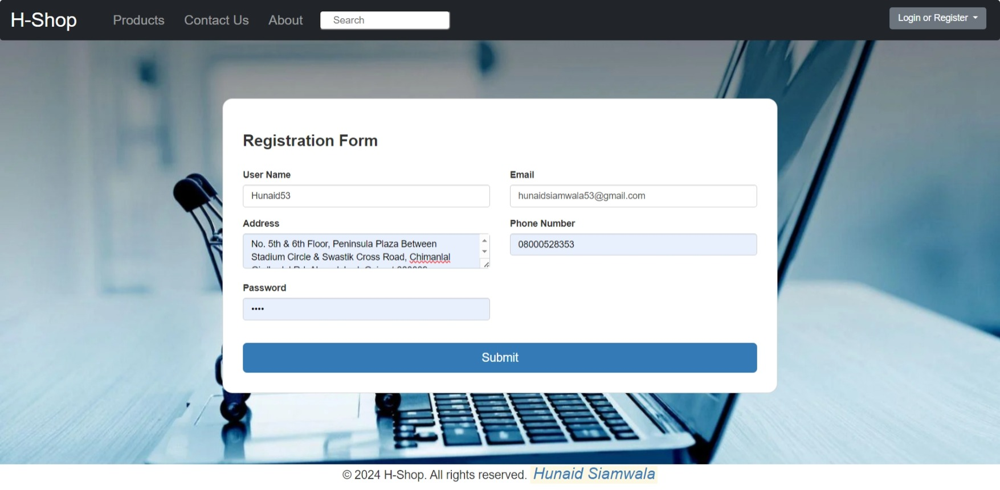 H-Shop Products Contact Us About Search Login or Register
Registration Form
User Name Email
Hunaid53 hunaidsiamwala53@gmail.com
Address Phone Number
No. 5th & 6th Floor, Peninsula Plaza Between
Stadium Circle & Swastik Cross Road, Chimanlal
08000528353
Password
••••
Submit
© 2024 H-Shop. All rights reserved. Hunaid Siamwala